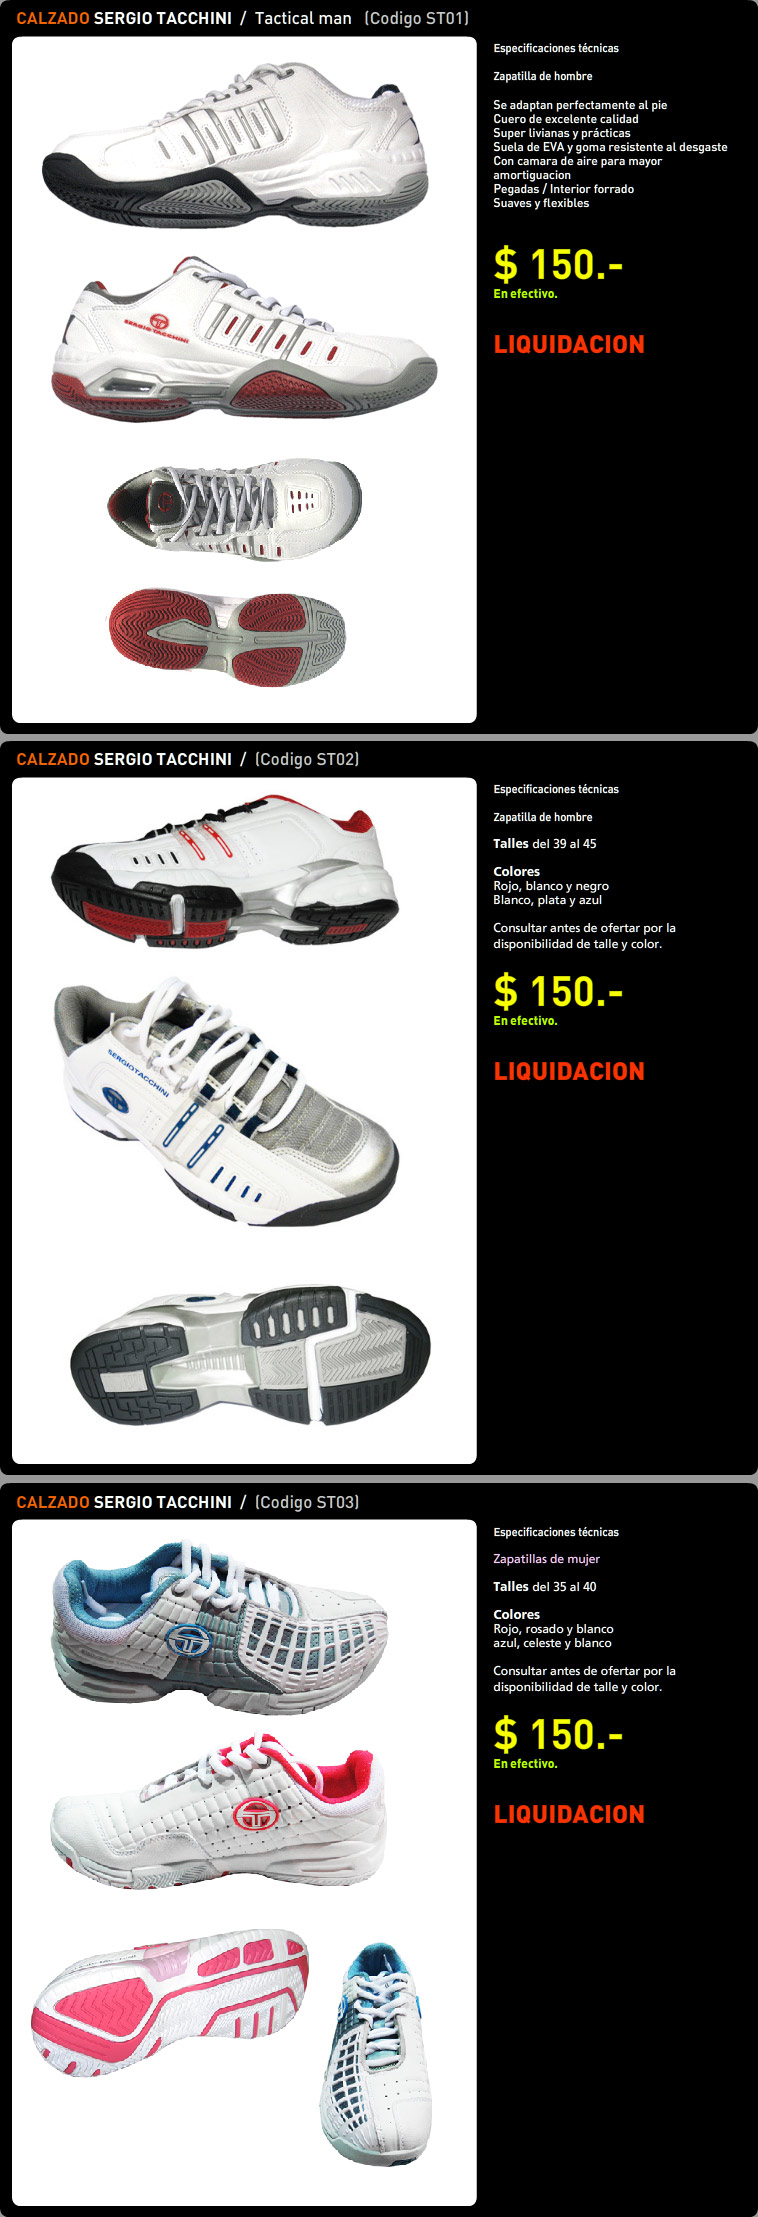 CALZADO SERGIO TACCHINI / Tactical man (Codigo ST01)
Especificaciones técnicas
Zapatilla de hombre
Se adaptan perfectamente al pie
Cuero de excelente calidad
Super livianas y prácticas
Suela de EVA y goma resistente al desgaste
Con camara de aire para mayor
amortiguacion
Pegadas / Interior forrado
Suaves y flexibles
$ 150.-
En efectivo.
LIQUIDACION
SERGIO TACCHINI
CALZADO SERGIO TACCHINI / (Codigo ST02)
Especificaciones técnicas
Zapatilla de hombre
Talles del 39 al 45
Colores
Rojo, blanco y negro
Blanco, plata y azul
Consultar antes de ofertar por la
disponibilidad de talle y color.
$ 150.-
En efectivo.
LIQUIDACION
SERGIO TACCHINI
CALZADO SERGIO TACCHINI / (Codigo ST03)
Especificaciones técnicas
Zapatillas de mujer
Talles del 35 al 40
Colores
Rojo, rosado y blanco
azul, celeste y blanco
Consultar antes de ofertar por la
disponibilidad de talle y color.
$ 150.-
En efectivo.
LIQUIDACION